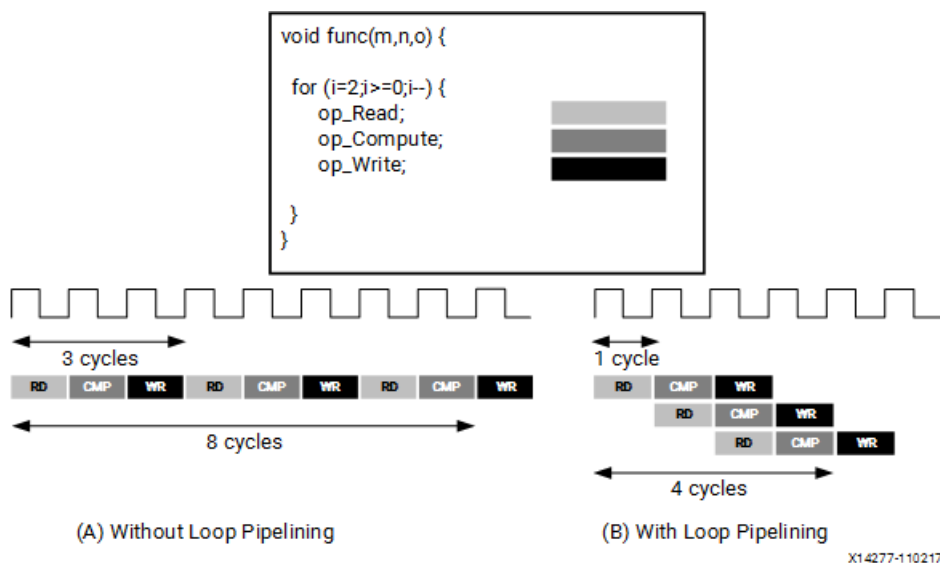 void func(m,n,o) {
for (i=2;i>=0;i--) {
op_Read;
op_Compute;
op_Write;
}
}
3 cycles
RD CMP WR RD CMP WR RD CMP WR
8 cycles
(A) Without Loop Pipelining
1 cycle
RD CMP WR
RD CMP WR
RD CMP WR
4 cycles
(B) With Loop Pipelining
X14277-110217